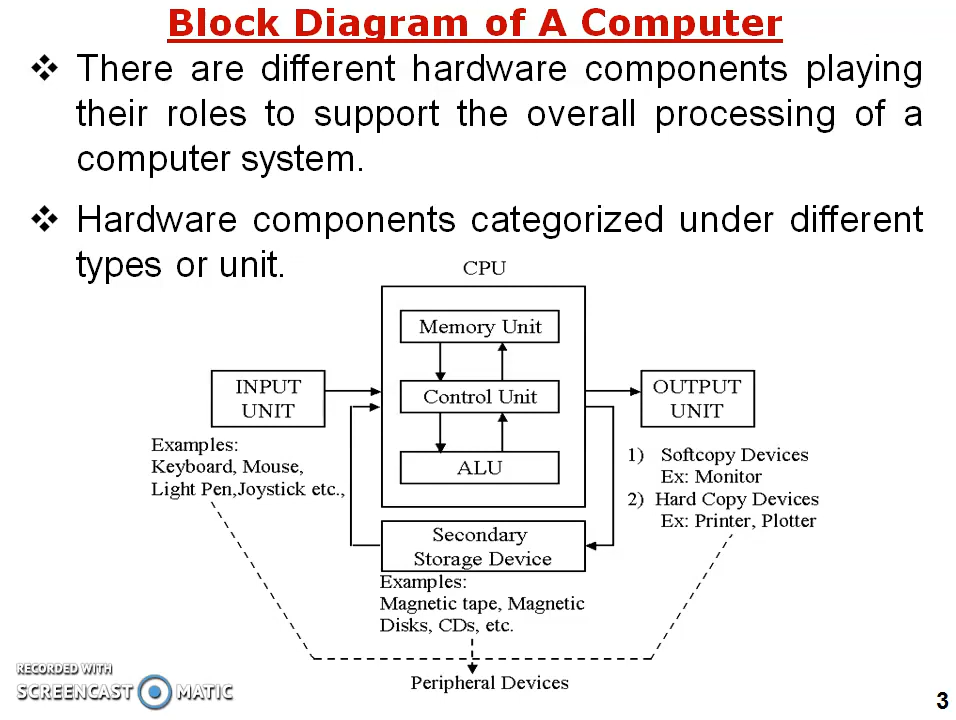 Block Diagram of A Computer
❖ There are different hardware components playing
their roles to support the overall processing of a
computer system.
❖ Hardware components categorized under different
types or unit.
CPU
Memory Unit
INPUT
UNIT
Control Unit
OUTPUT
UNIT
ALU
Examples:
Keyboard, Mouse,
Light Pen,Joystick etc.,
1) Softcopy Devices
Ex: Monitor
2) Hard Copy Devices
Ex: Printer, Plotter
Secondary
Storage Device
Examples:
Magnetic tape, Magnetic
Disks, CDs, etc.
Peripheral Devices
RECORDED WITH
SCREENCAST MATIC
3